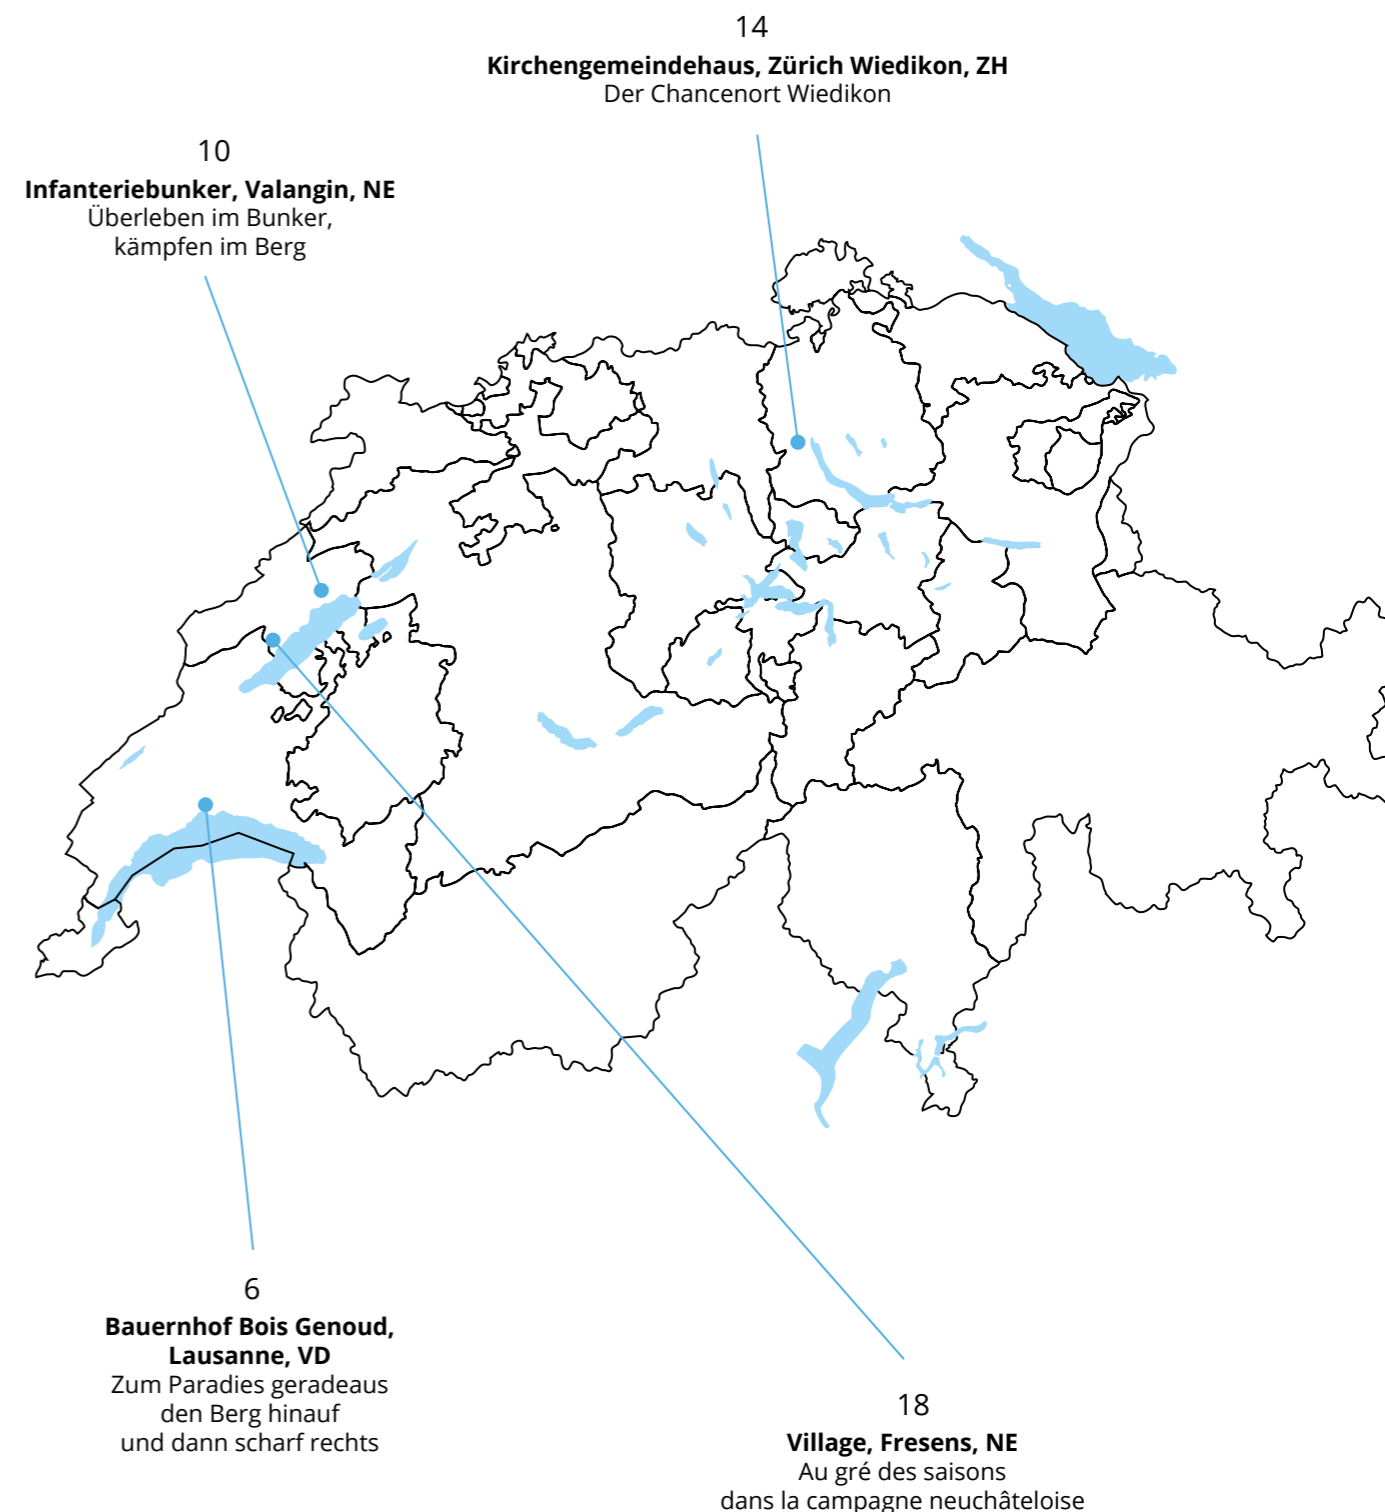 14
Kirchengemeindehaus, Zürich Wiedikon, ZH
Der Chancenort Wiedikon
10
Infanteriebunker, Valangin, NE
Überleben im Bunker,
kämpfen im Berg
6
Bauernhof Bois Genoud,
Lausanne, VD
Zum Paradies geradeaus
den Berg hinauf
und dann scharf rechts
18
Village, Fresens, NE
Au gré des saisons
dans la campagne neuchâteloise